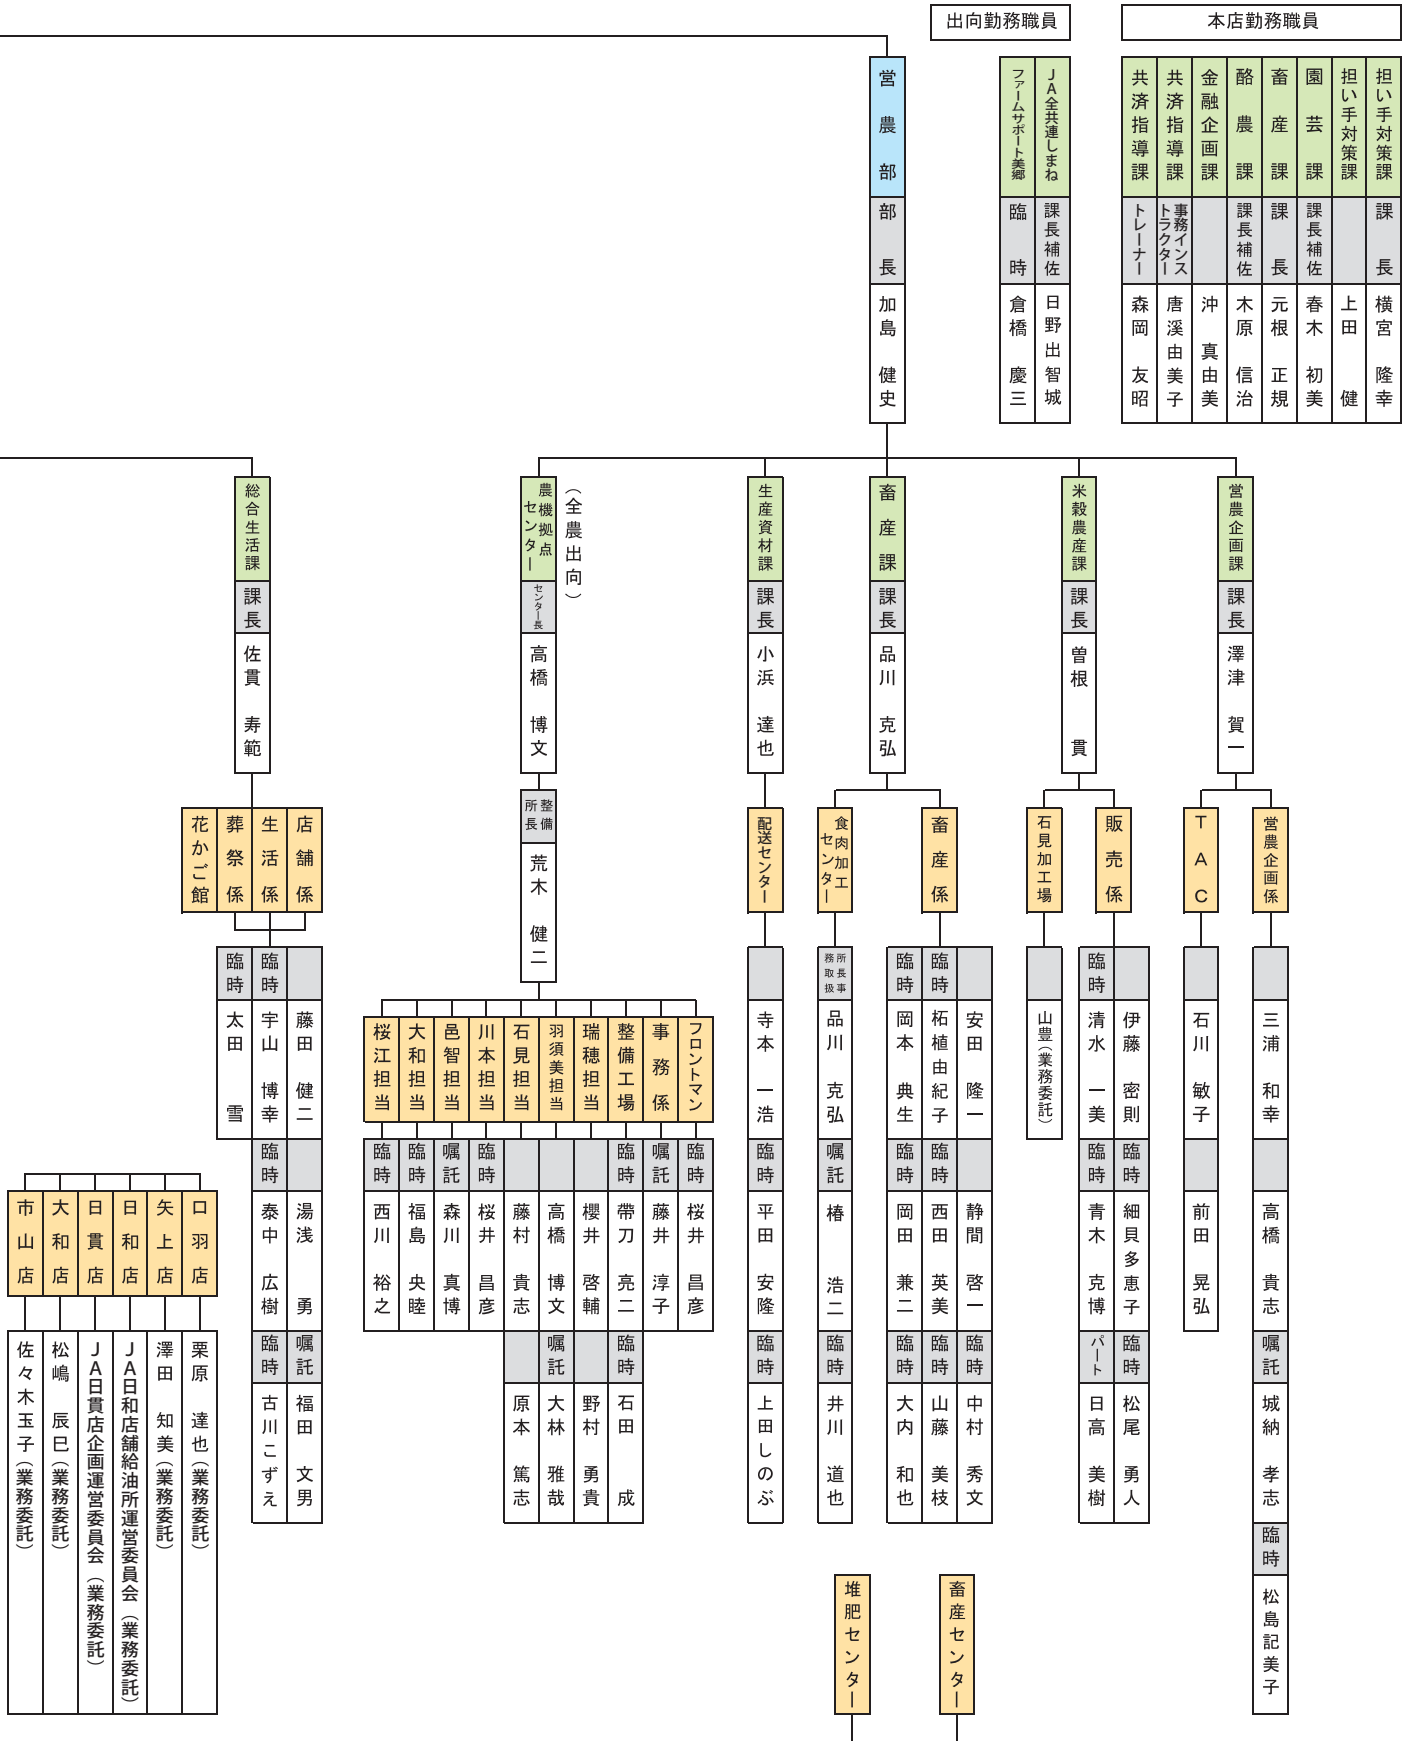 出向勤務職員
本店勤務職員
担い手対策課
課長
横宮 隆幸
担い手対策課
上田 健
園芸課
課長補佐
春木 初美
畜産課
課長
元根 正規
酪農課
課長補佐
木原 信治
金融企画課
沖 真由美
共済指導課
事務インス
トラクター
唐溪由美子
共済指導課
トレーナー
森岡 友昭
JA全共連しまね
課長補佐
日野出智城
ファームサポート美郷
臨時
倉橋 慶三
営農部
部長
加島 健史
営農企画課
課長
澤津 賀一
米穀農産課
課長
曽根 貫
畜産課
課長
品川 克弘
生産資材課
課長
小浜 達也
(全農出向)
農機拠点
センター
センター長
高橋 博文
総合生活課
課長
佐貫 寿範
営農企画係
三浦 和幸
高橋 貴志
嘱託
城納 孝志
臨時
松島記美子
TAC
石川 敏子
前田 晃弘
販売係
伊藤 密則
臨時
細貝多恵子
臨時
松尾 勇人
臨時
清水 一美
臨時
青木 克博
パート
日高 美樹
石見加工場
山豊(業務委託)
畜産係
安田 隆一
静間 啓一
臨時
中村 秀文
臨時
柘植由紀子
臨時
西田 英美
臨時
山藤 美枝
臨時
岡本 典生
臨時
岡田 兼二
臨時
大内 和也
食肉加工
センター
所長事
務取扱
品川 克弘
嘱託
椿 浩二
臨時
井川 道也
配送センター
寺本 一浩
臨時
平田 安隆
臨時
上田しのぶ
整備
所長
荒木 健二
フロントマン
臨時
桜井 昌彦
事務係
嘱託
藤井 淳子
整備工場
臨時
帶刀 亮二
臨時
石田 成
瑞穂担当
櫻井 啓輔
野村 勇貴
羽須美担当
高橋 博文
嘱託
大林 雅哉
石見担当
藤村 貴志
原本 篤志
川本担当
臨時
桜井 昌彦
邑智担当
嘱託
森川 真博
大和担当
臨時
福島 央睦
桜江担当
臨時
西川 裕之
店舗係
生活係
葬祭係
花かご館
藤田 健二
湯浅 勇
嘱託
福田 文男
臨時
宇山 博幸
臨時
泰中 広樹
臨時
古川こずえ
臨時
太田 雪
口羽店
栗原 達也(業務委託)
矢上店
澤田 知美(業務委託)
日和店
JA日和店舗給油所運営委員会(業務委託)
日貫店
JA日貫店企画運営委員会(業務委託)
大和店
松嶋 辰巳(業務委託)
市山店
佐々木玉子(業務委託)
畜産センター
堆肥センター